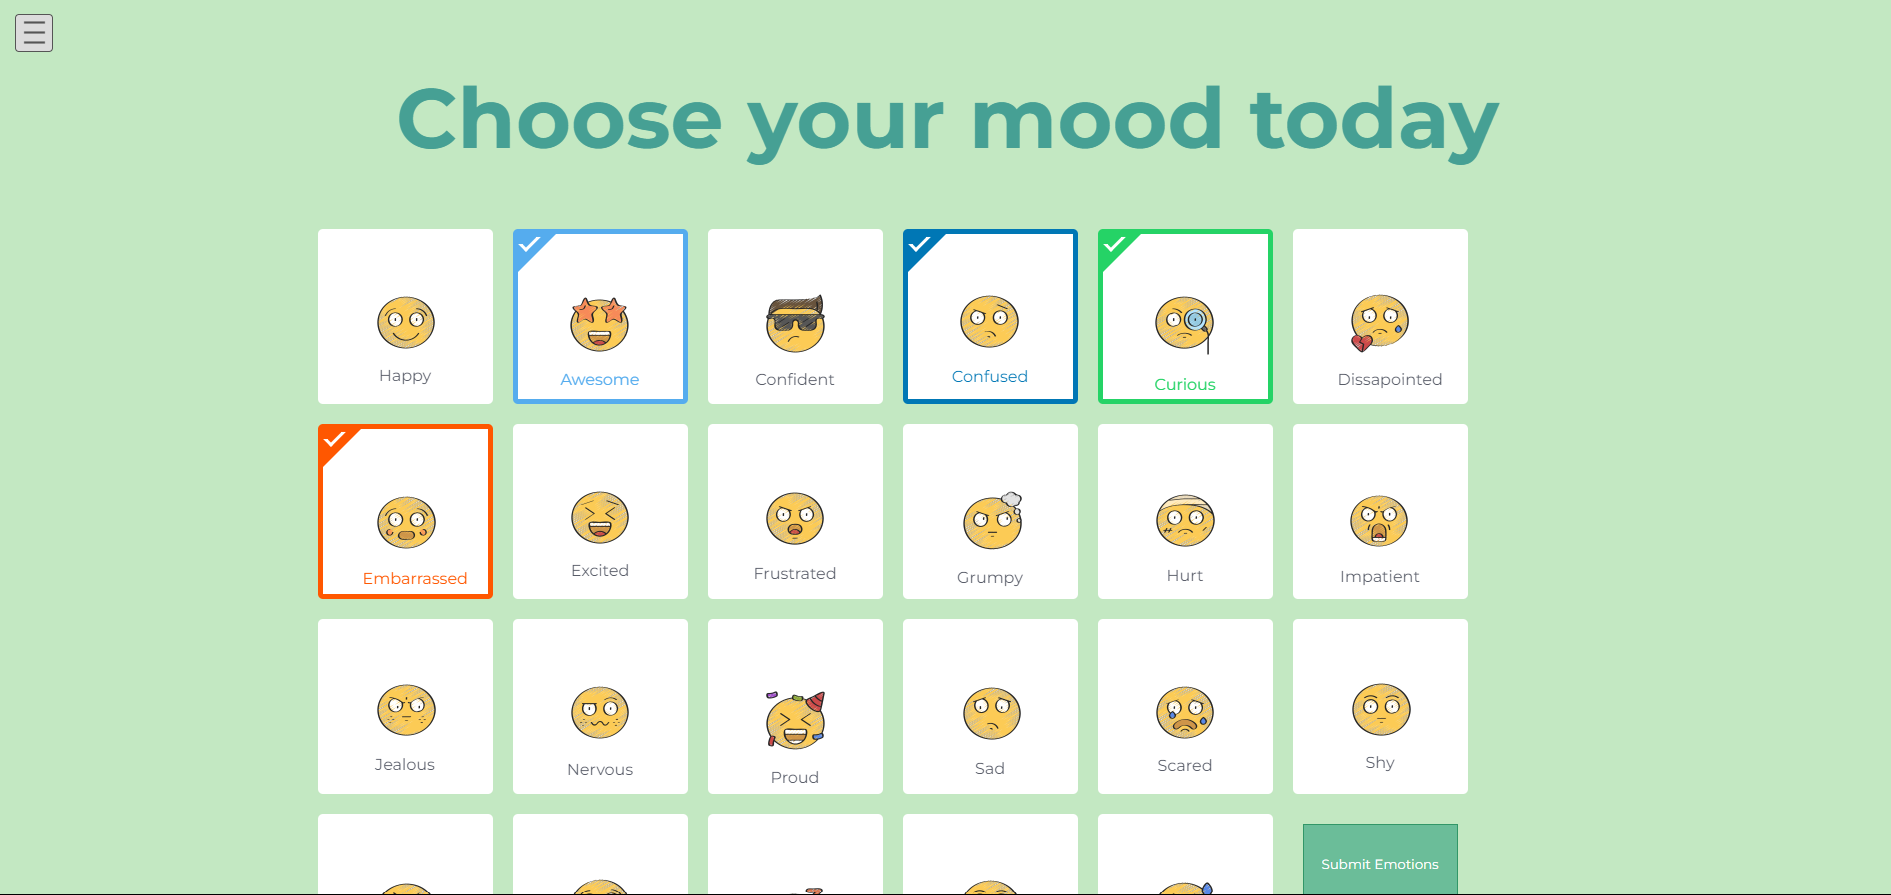 Choose your mood today
Happy
Awesome
Confident
Confused
Curious
Dissapointed
Embarrassed
Excited
Frustrated
Grumpy
Hurt
Impatient
Jealous
Nervous
Proud
Sad
Scared
Shy
Submit Emotions